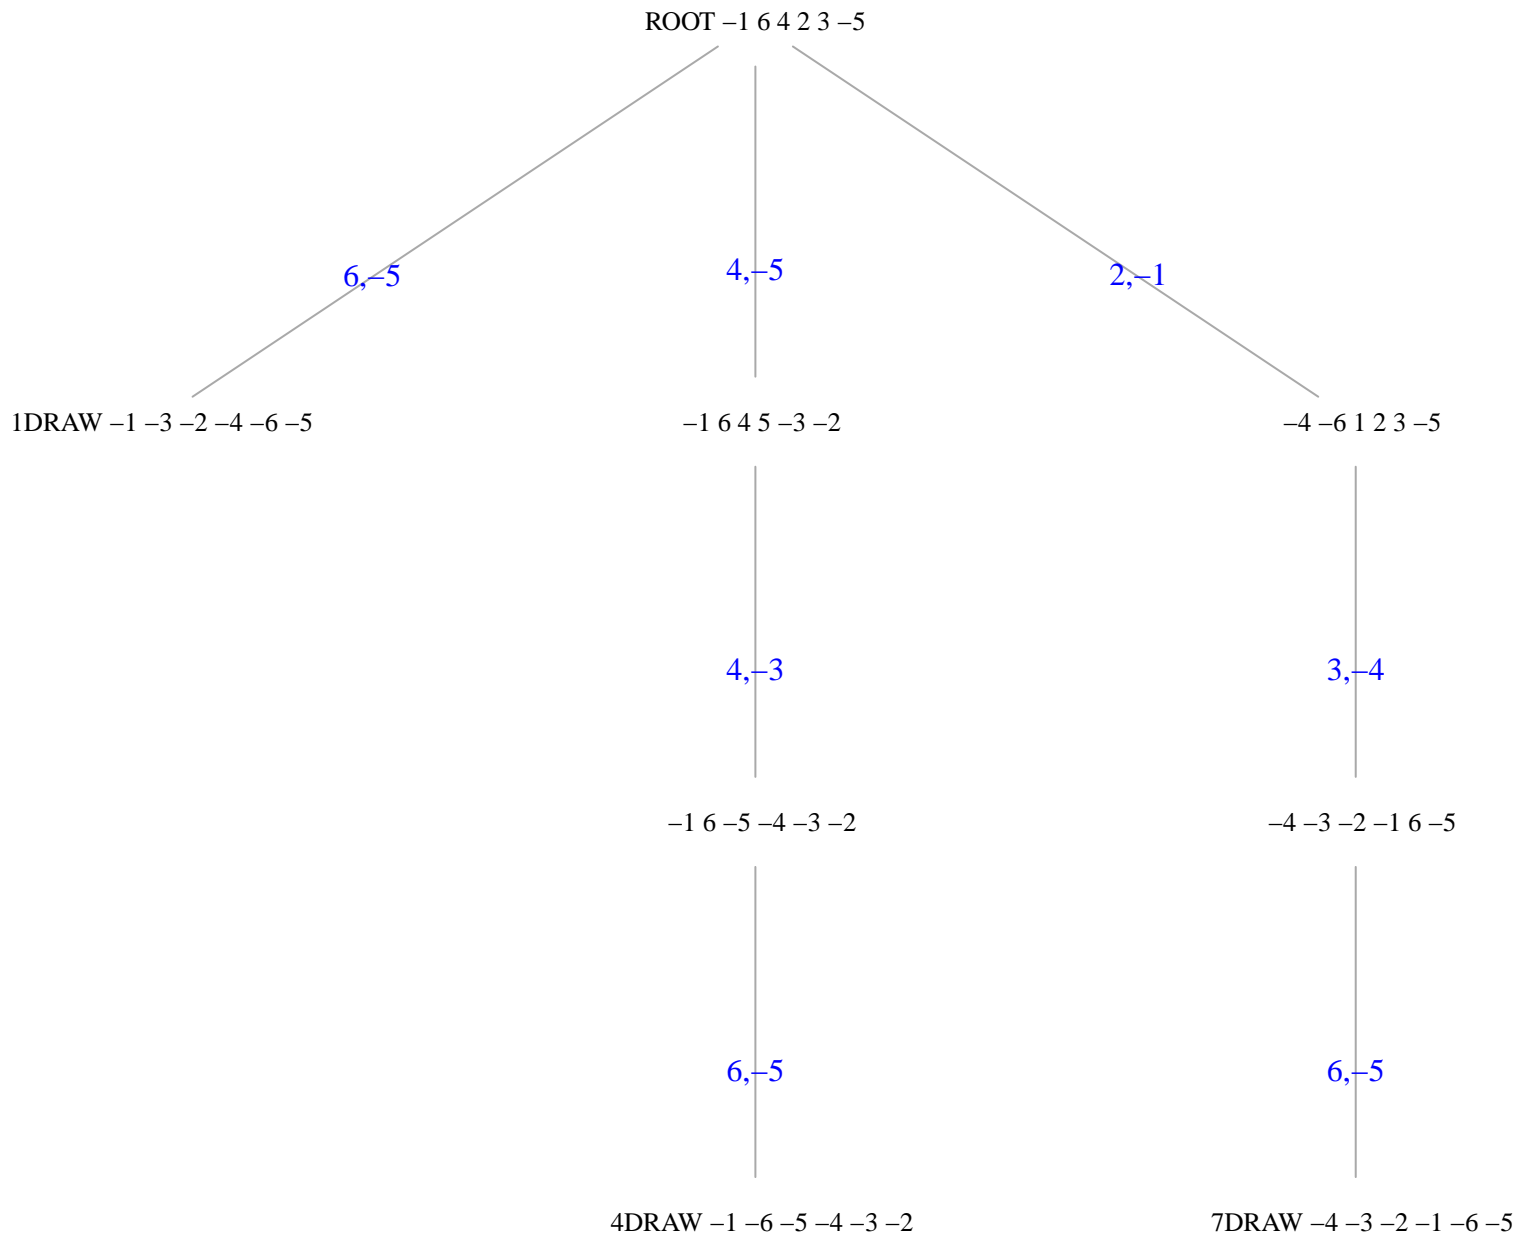 ROOT –1 6 4 2 3 –5
6,–5
4,–5
2,–1
1DRAW –1 –3 –2 –4 –6 –5
–1 6 4 5 –3 –2
–4 –6 1 2 3 –5
4,–3
3,–4
–1 6 –5 –4 –3 –2
–4 –3 –2 –1 6 –5
6,–5
6,–5
4DRAW –1 –6 –5 –4 –3 –2
7DRAW –4 –3 –2 –1 –6 –5